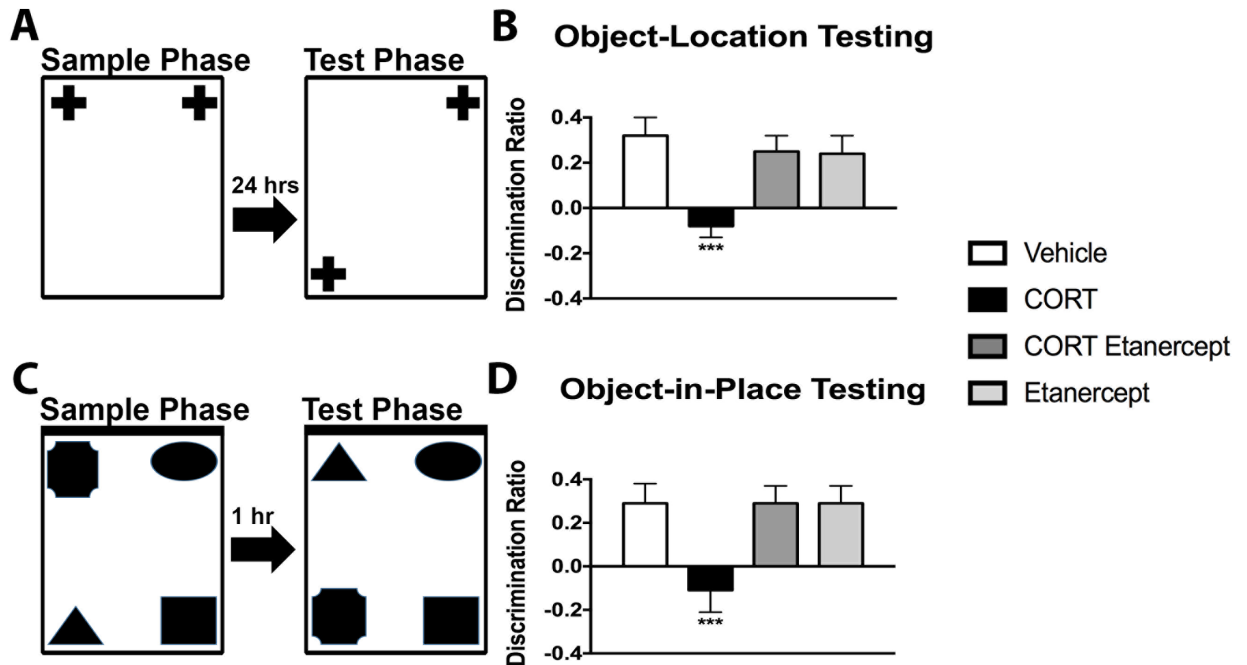 A
Sample Phase
Test Phase
24 hrs
B
Object-Location Testing
Discrimination Ratio
0.4
0.2
0.0
-0.2
-0.4
***
Vehicle
CORT
CORT Etanercept
Etanercept
C
Sample Phase
Test Phase
1 hr
D
Object-in-Place Testing
Discrimination Ratio
0.4
0.2
0.0
-0.2
-0.4
***